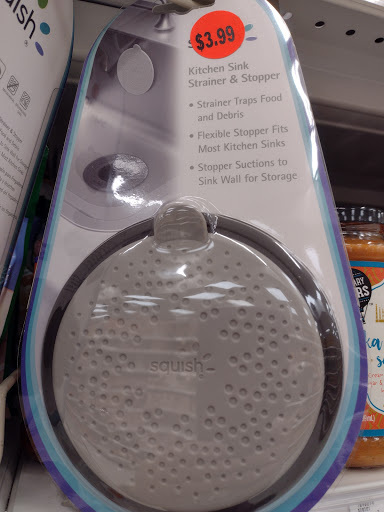 squish
$3.99
s
Kitchen Sink
Strainer & Stopper
• Strainer Traps Food
and Debris
• Flexible Stopper Fits
Most Kitchen Sinks
• Stopper Suctions to
Sink Wall for Storage
squish